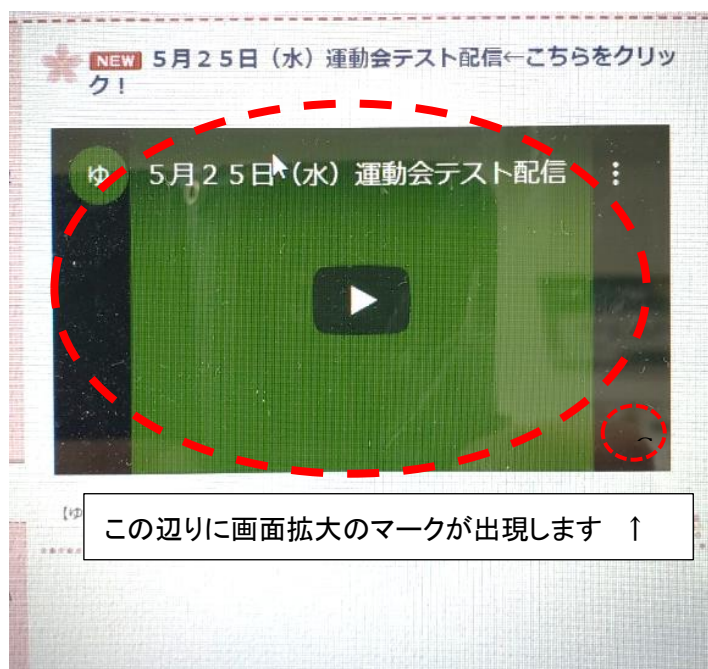 NEW 5月25日（水）運動会テスト配信←こちらをクリッ
ク！
ゆ 5月25日（水）運動会テスト配信
【ゆ
この辺りに画面拡大のマークが出現します ↑